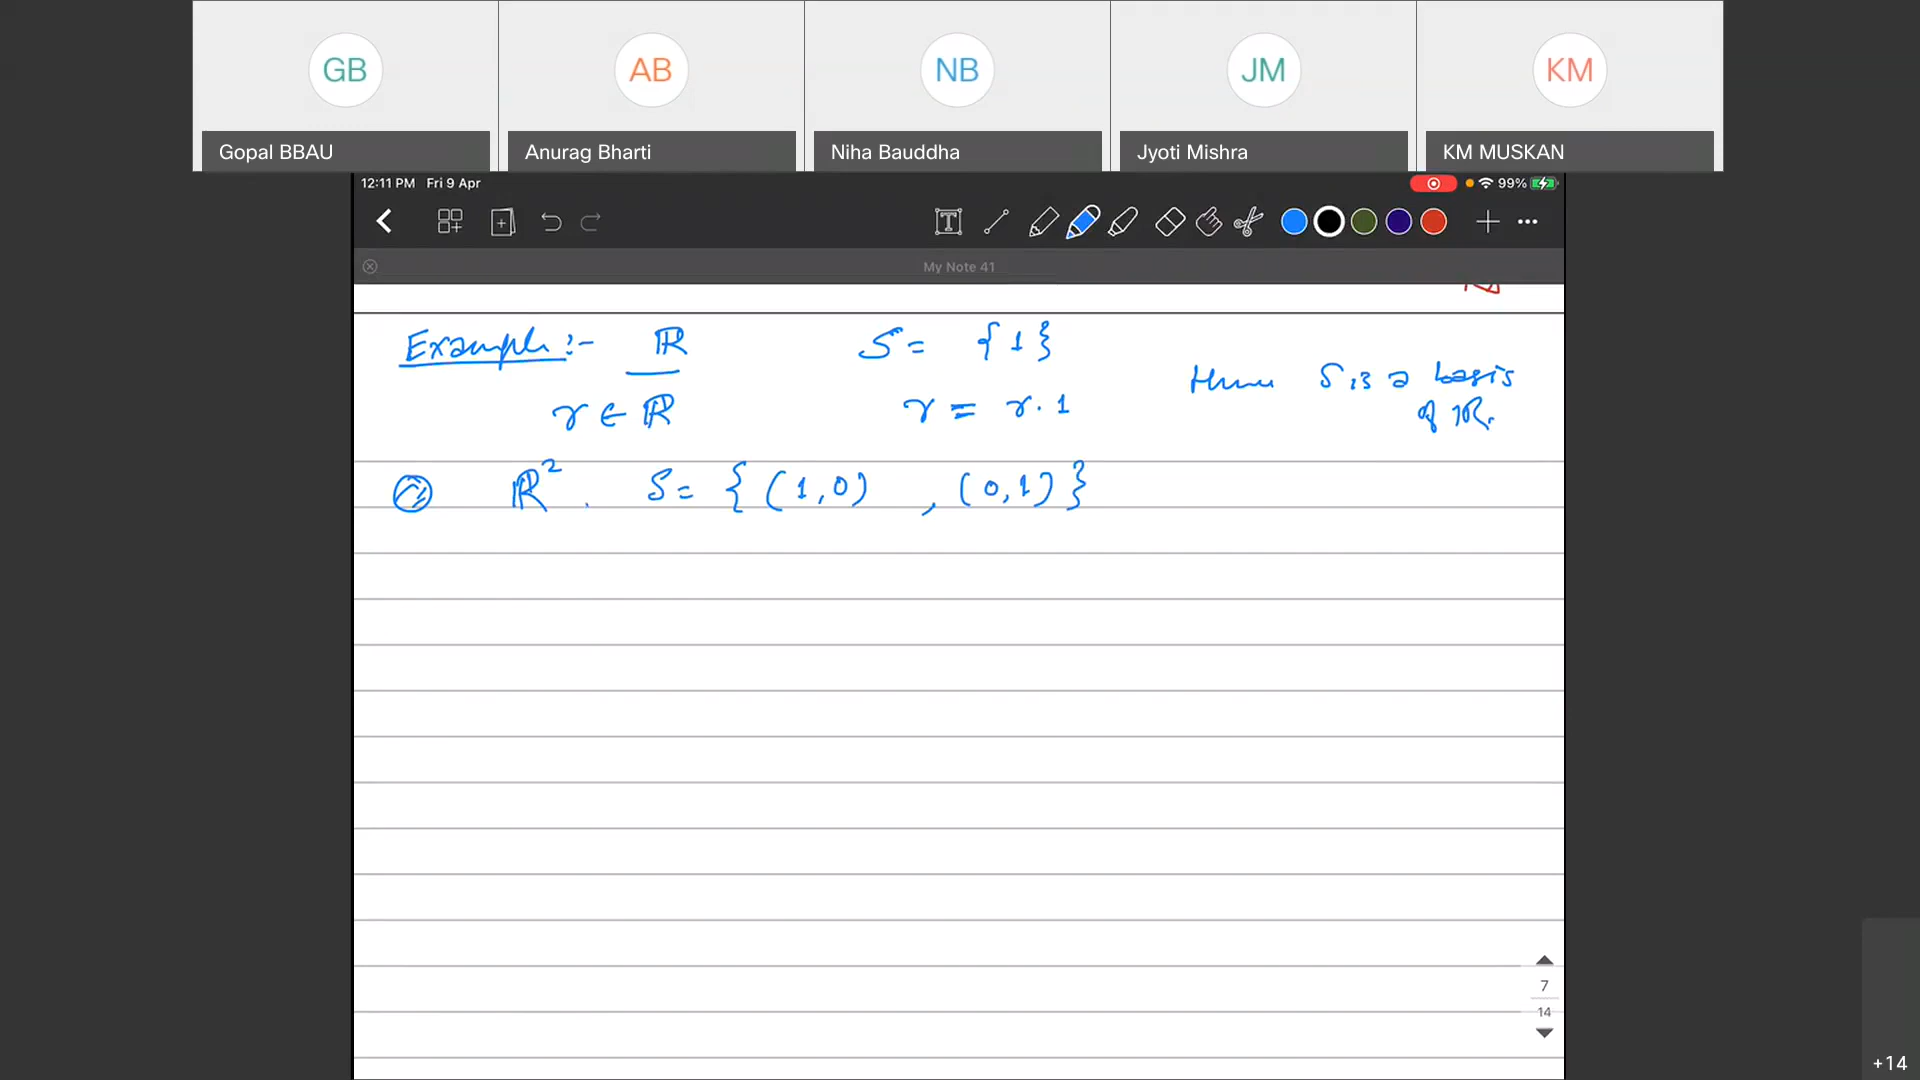 GB AB NB JM KM
Gopal BBAU Anurag Bharti Niha Bauddha Jyoti Mishra KM MUSKAN
12:11 PM Fri 9 Apr 99%
My Note 41
Example :- ℝ S = { 1 }
r ∈ ℝ r = r . 1
S is a basis
of ℝ.
② ℝ² . S = { (1,0) , (0,1) }
7
14
+14